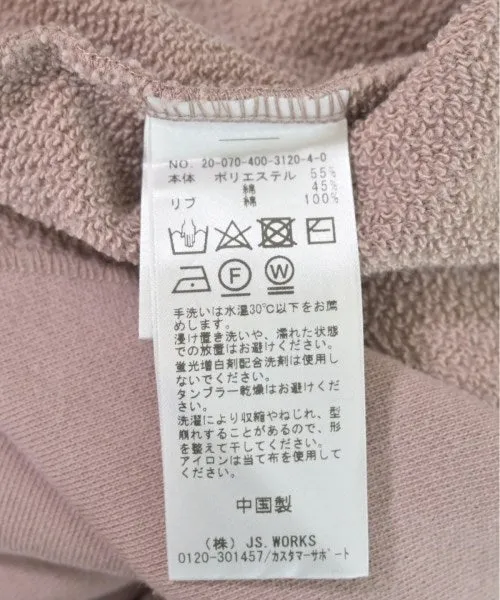 NO. 20-070-400-3120-4-0
本体 ポリエステル 55%
綿 45%
リブ 綿 100%
F W
手洗いは水温30℃以下をお薦
めします。
浸け置き洗いや、濡れた状態
での放置はお避けください。
蛍光増白剤配合洗剤は使用し
ないでください。
タンブラー乾燥はお避けくださ
い。
洗濯により収縮やねじれ、型
崩れすることがあるので、形
を整えて干してください。
アイロンは当て布を使用して
ください。
中国製
(株) JS.WORKS
0120-301457/カスタマーサポート